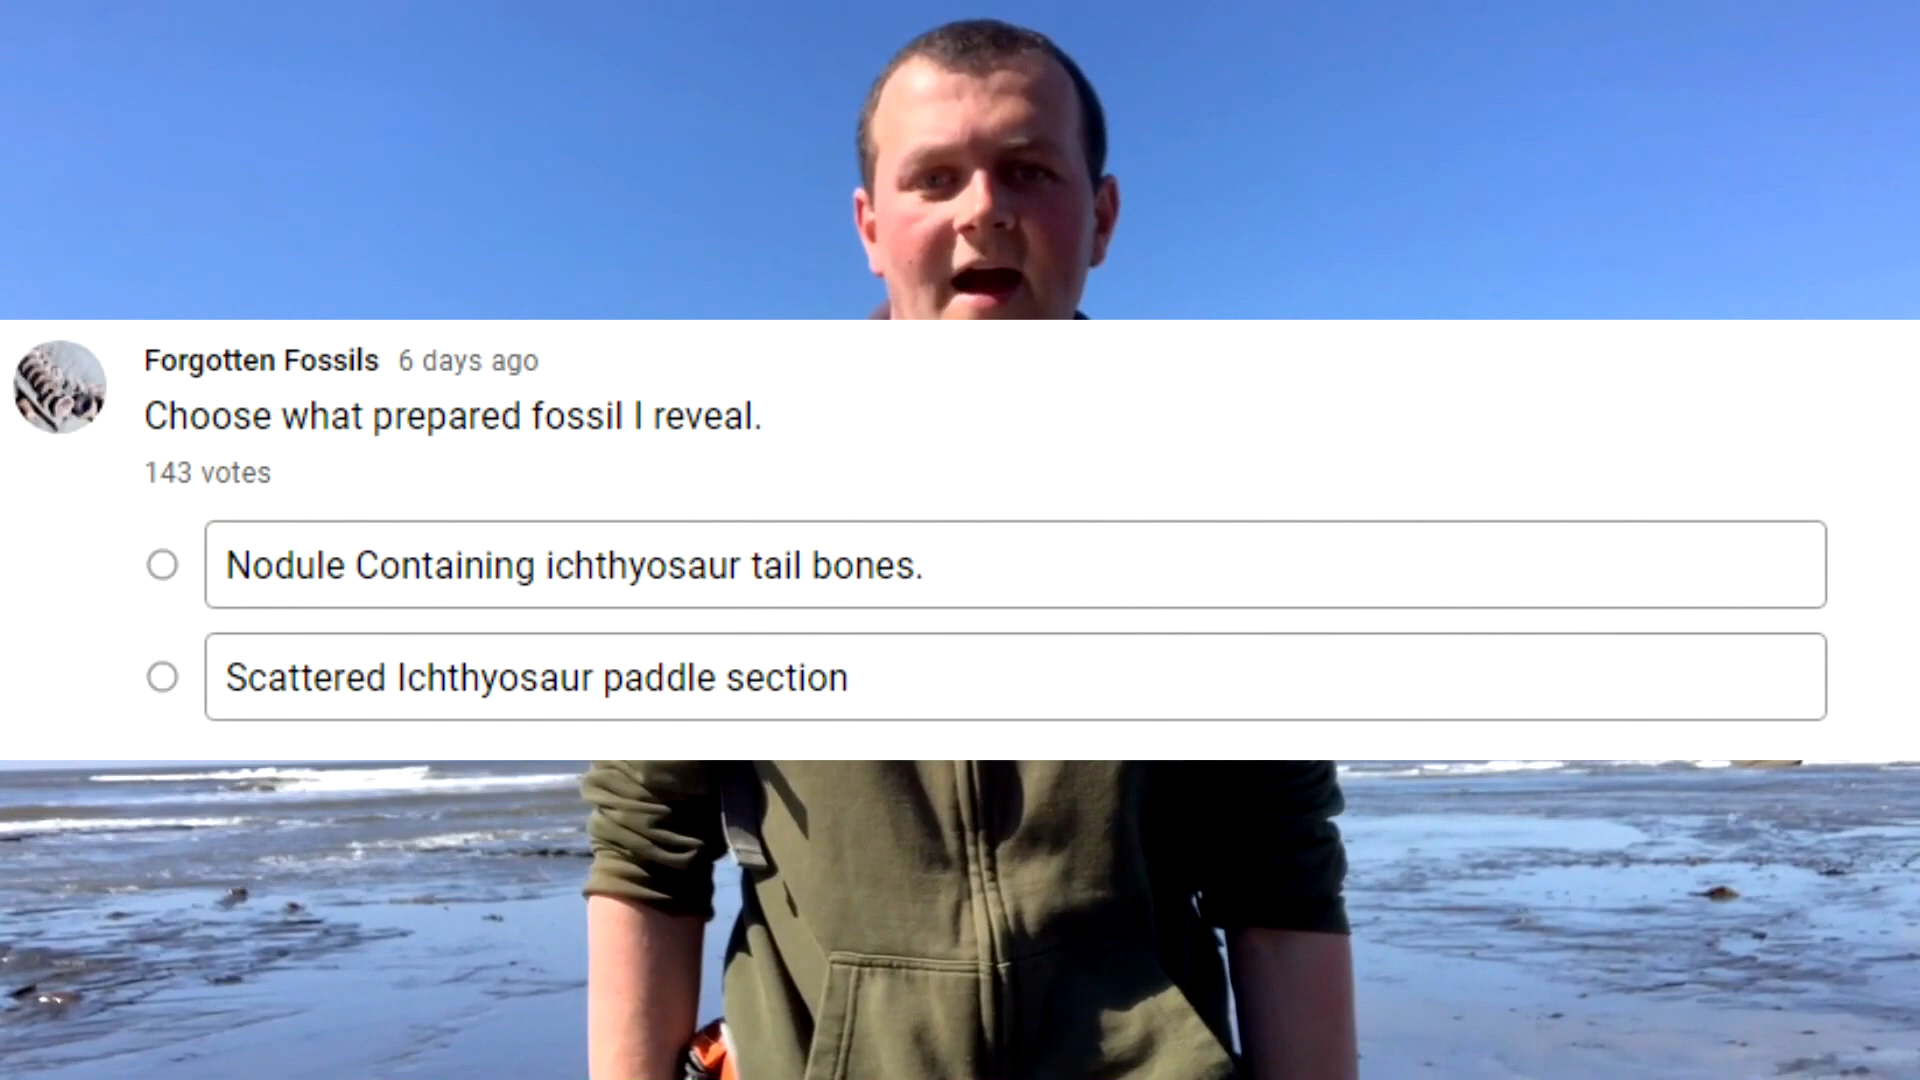 Forgotten Fossils 6 days ago
Choose what prepared fossil I reveal.
143 votes
Nodule Containing ichthyosaur tail bones.
Scattered Ichthyosaur paddle section